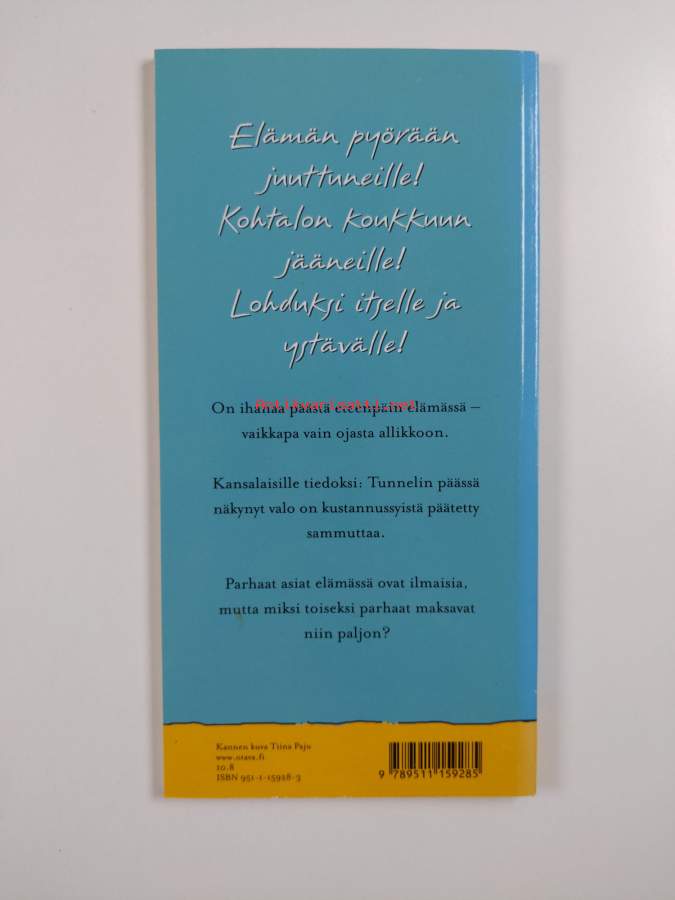 Elämän pyörään
juuttuneille!
Kohtalon koukkuun
jääneille!
Lohduksi itselle ja
ystävälle!
On ihanaa päästä eteenpäin elämässä –
Antikvariaatti.net
vaikkapa vain ojasta allikkoon.
Kansalaisille tiedoksi: Tunnelin päässä
näkynyt valo on kustannussyistä päätetty
sammuttaa.
Parhaat asiat elämässä ovat ilmaisia,
mutta miksi toiseksi parhaat maksavat
niin paljon?
Kannen kuva Tiina Paju
www.otava.fi
10.8
ISBN 951-1-15928-3
9 789511 159285